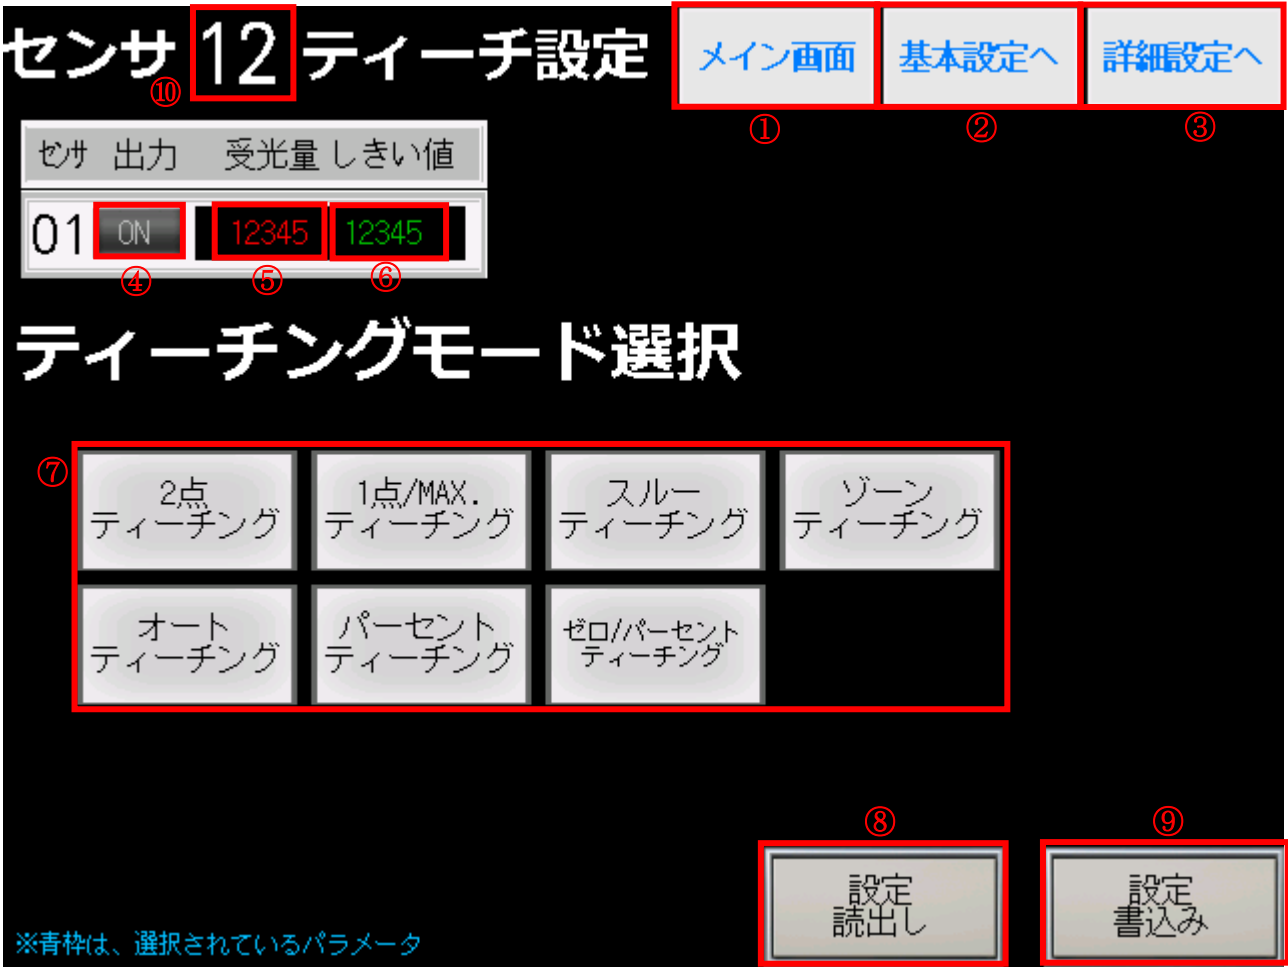 センサ 12 ティーチ設定
⑩
メイン画面
基本設定へ
詳細設定へ
①
②
③
センサ 出力 受光量 しきい値
01 ON 12345 12345
④
⑤
⑥
ティーチングモード選択
⑦
2点
ティーチング
1点/MAX.
ティーチング
スルー
ティーチング
ゾーン
ティーチング
オート
ティーチング
パーセント
ティーチング
ゼロ/パーセント
ティーチング
⑧
⑨
設定
読出し
設定
書込み
※青枠は、選択されているパラメータ